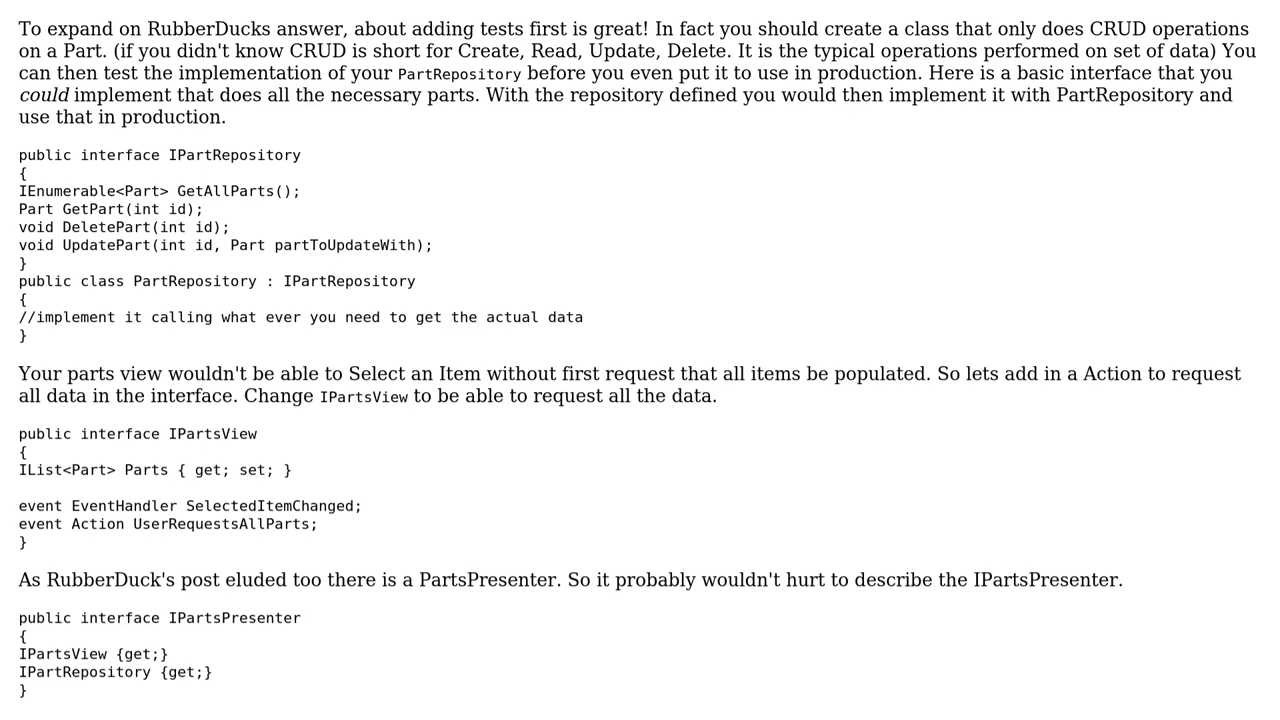 To expand on RubberDucks answer, about adding tests first is great! In fact you should create a class that only does CRUD operations
on a Part. (if you didn't know CRUD is short for Create, Read, Update, Delete. It is the typical operations performed on set of data) You
can then test the implementation of your PartRepository before you even put it to use in production. Here is a basic interface that you
could implement that does all the necessary parts. With the repository defined you would then implement it with PartRepository and
use that in production.
public interface IPartRepository
{
IEnumerable<Part> GetAllParts();
Part GetPart(int id);
void DeletePart(int id);
void UpdatePart(int id, Part partToUpdateWith);
}
public class PartRepository : IPartRepository
{
//implement it calling what ever you need to get the actual data
}
Your parts view wouldn't be able to Select an Item without first request that all items be populated. So lets add in a Action to request
all data in the interface. Change IPartsView to be able to request all the data.
public interface IPartsView
{
IList<Part> Parts { get; set; }
event EventHandler SelectedItemChanged;
event Action UserRequestsAllParts;
}
As RubberDuck's post eluded too there is a PartsPresenter. So it probably wouldn't hurt to describe the IPartsPresenter.
public interface IPartsPresenter
{
IPartsView {get;}
IPartRepository {get;}
}